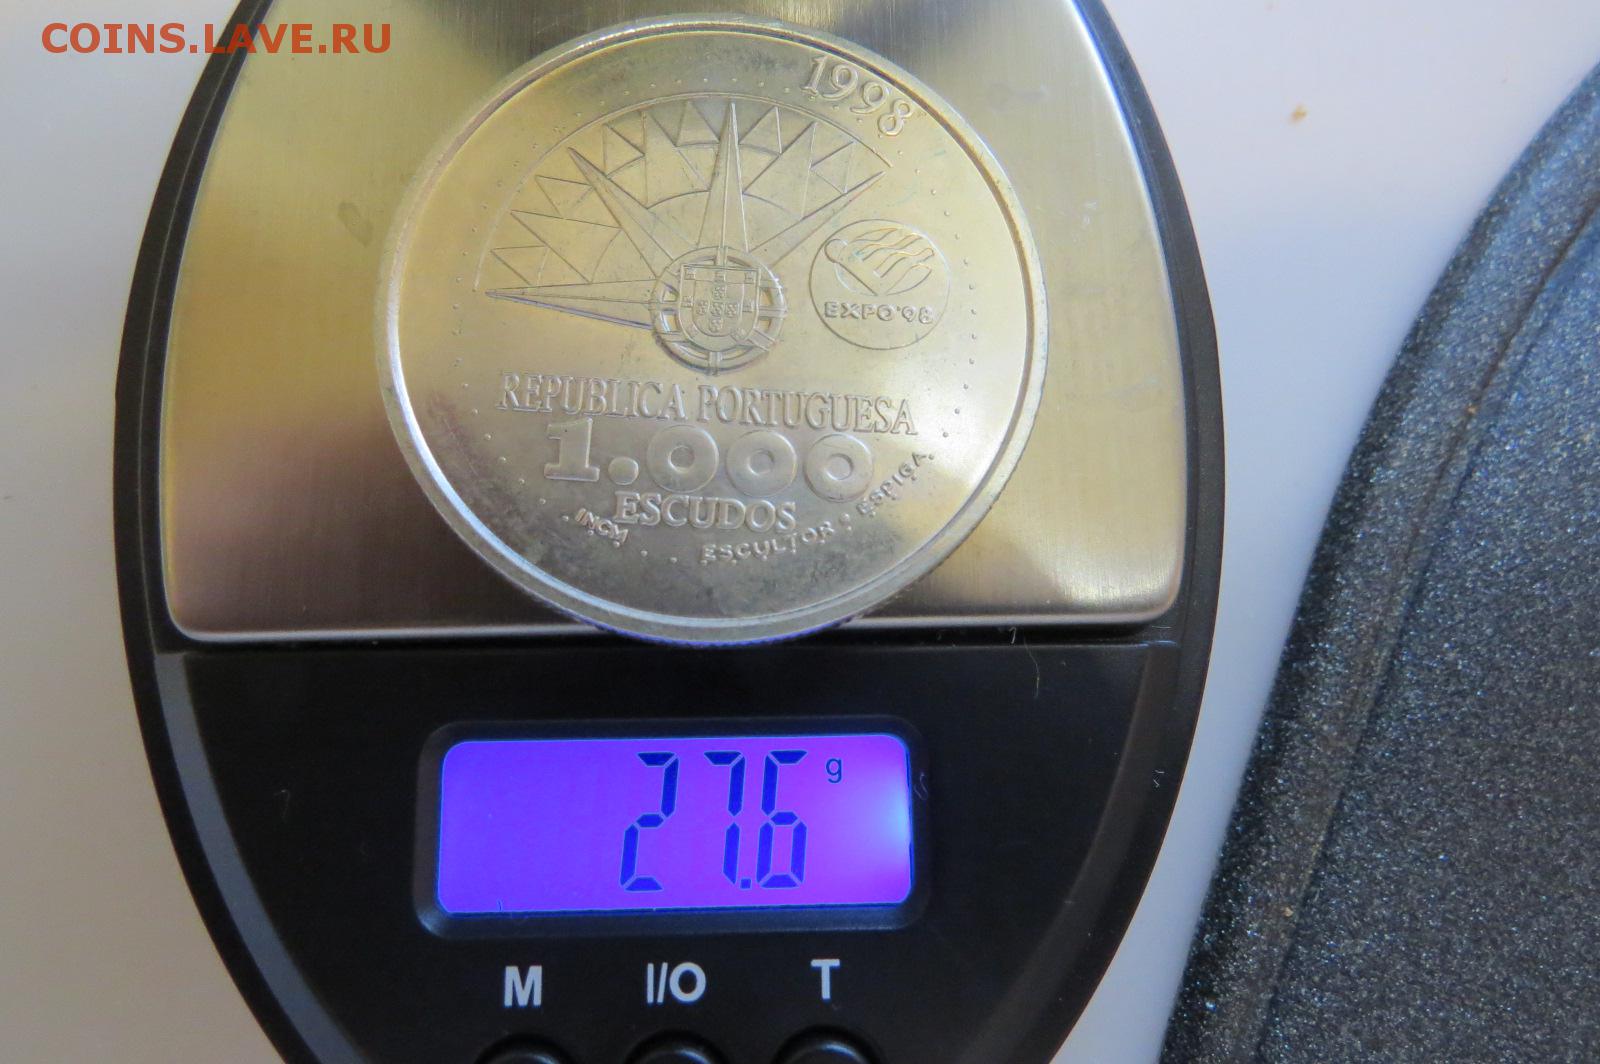 COINS.LAVE.RU
1998
EXPO'98
REPUBLICA PORTUGUESA
1.000
ESCUDOS
INCM
ESCULTOR: ESPIGA
27.6 g
M I/O T